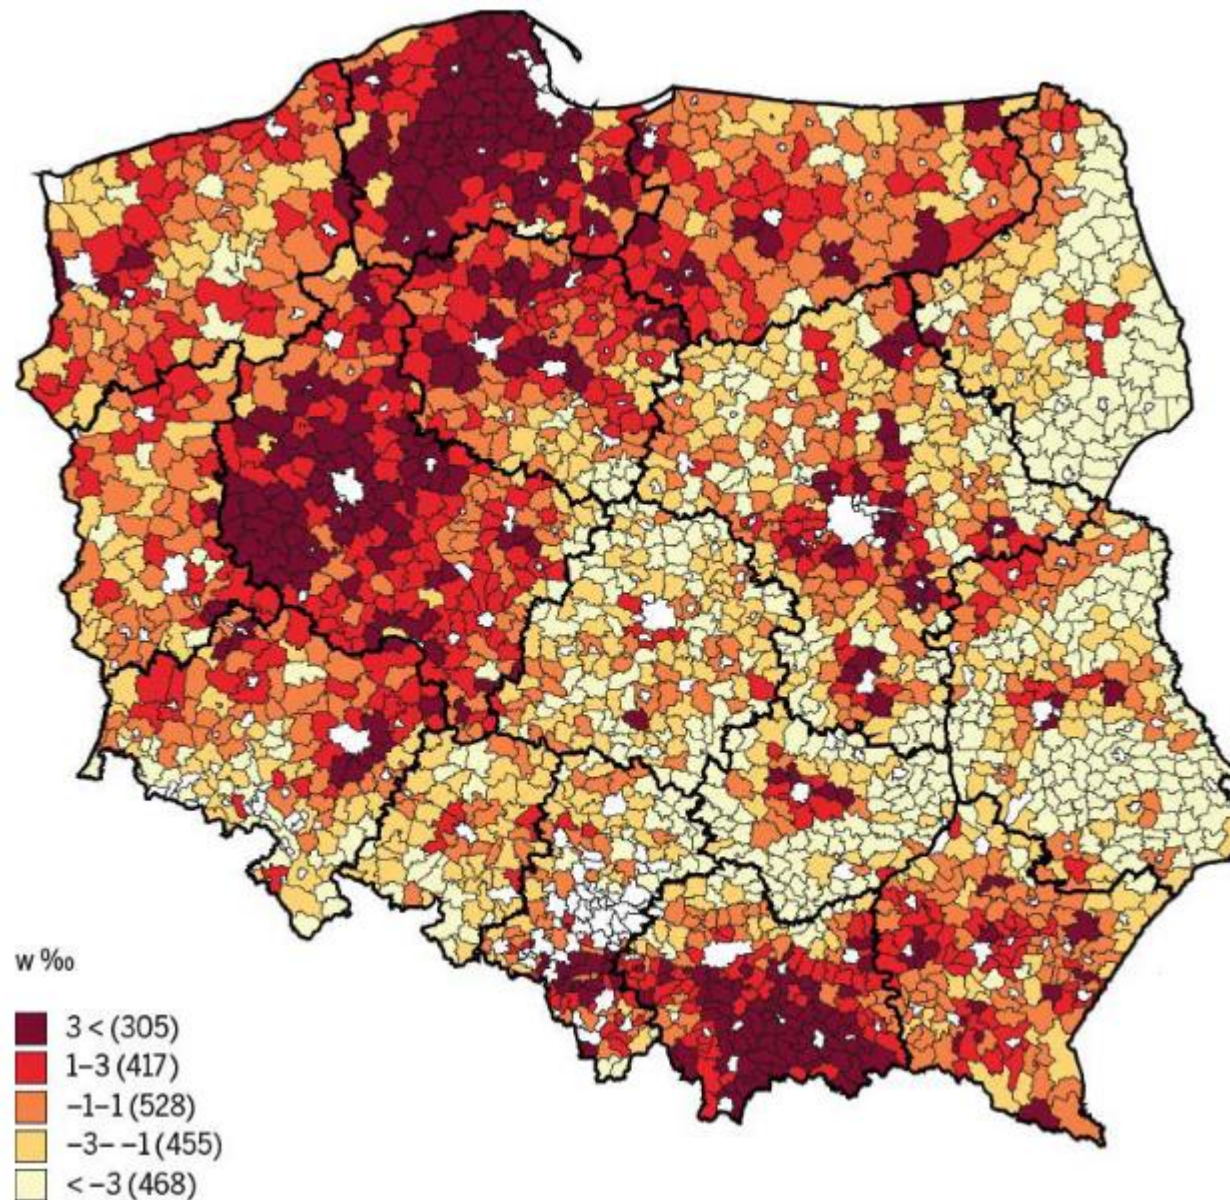 w ‰
3 < (305)
1–3 (417)
–1–1 (528)
–3– –1 (455)
< –3 (468)